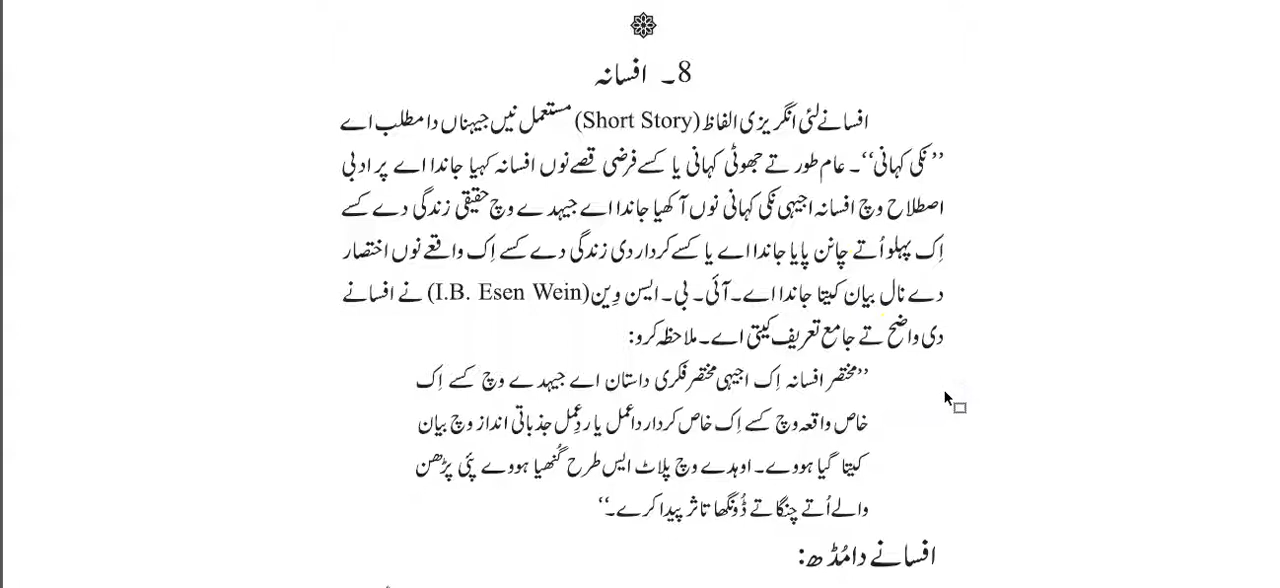 8۔ افسانہ
افسانے لئی انگریزی الفاظ (Short Story) مستعمل نیں جیہناں دا مطلب اے
’’نکی کہانی‘‘۔ عام طور تے جھوٹی کہانی یا کسے فرضی قصے نوں افسانہ کہیا جاندا اے پر ادبی
اصطلاح وچ افسانہ اجیہی نکی کہانی نوں آکھیا جاندا اے جیہدے وچ حقیقی زندگی دے کسے
اِک پہلو اُتے چانن پایا جاندا اے یا کسے کردار دی زندگی دے کسے اِک واقعے نوں اختصار
دے نال بیان کیتا جاندا اے۔ آئی۔ بی۔ ایسن وِین (I.B. Esen Wein) نے افسانے
دی واضح تے جامع تعریف کیتی اے۔ ملاحظہ کرو:
’’مختصر افسانہ اِک اجیہی مختصر فکری داستان اے جیہدے وچ کسے اِک
خاص واقعہ وچ کسے اِک خاص کردار دا عمل یا ردِعمل جذباتی انداز وچ بیان
کیتا گیا ہووے۔ اوہدے وچ پلاٹ ایس طرح گُنھیا ہووے پئی پڑھن
والے اُتے چنگا تے ڈُونگھا تاثر پیدا کرے۔‘‘
افسانے دا مُڈھ: